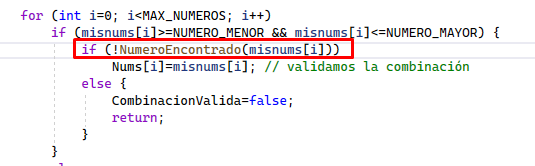 for (int i=0; i<MAX_NUMEROS; i++)
if (misnums[i]>=NUMERO_MENOR && misnums[i]<=NUMERO_MAYOR) {
if (!NumeroEncontrado(misnums[i]))
Nums[i]=misnums[i]; // validamos la combinación
else {
CombinacionValida=false;
return;
}
}